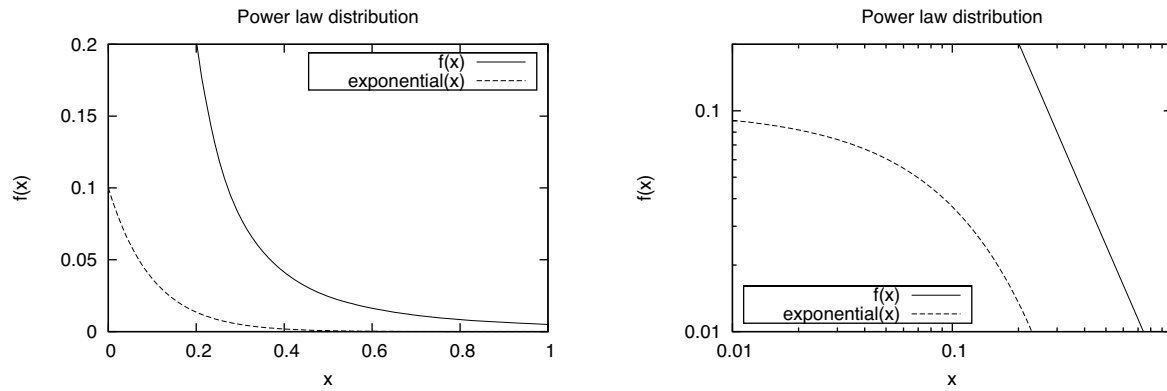 Power law distribution
0.2
0.15
0.1
0.05
0
f(x)
f(x)
exponential(x)
0
0.2
0.4
0.6
0.8
1
x
Power law distribution
0.1
0.01
f(x)
f(x)
exponential(x)
0.01
0.1
x